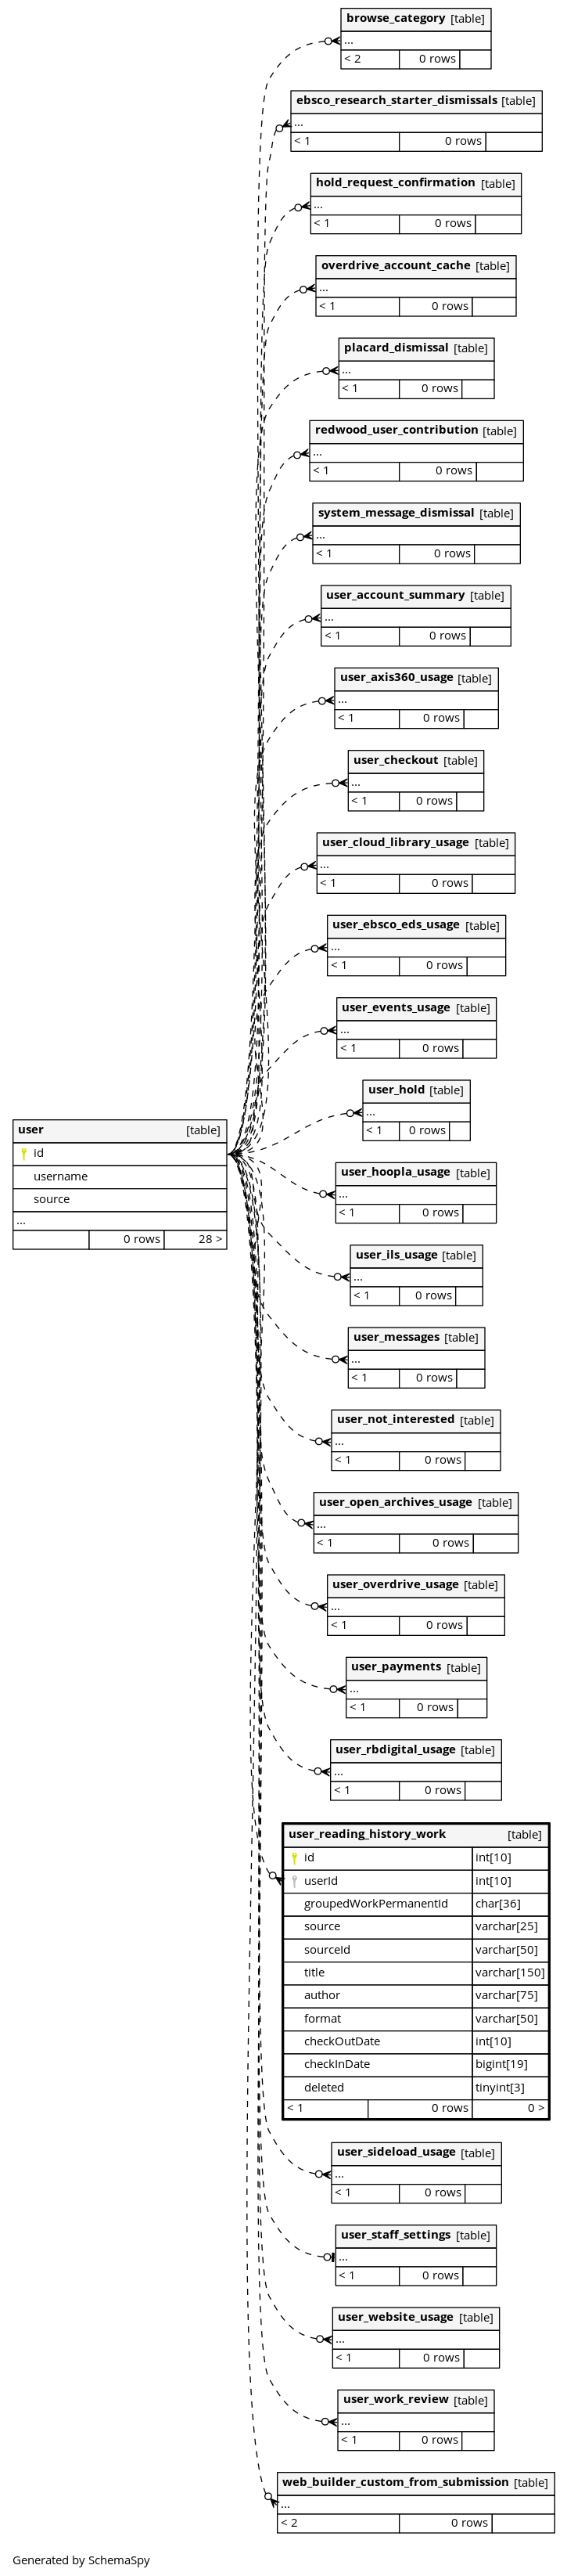 browse_category [table]
...
< 2 0 rows
ebsco_research_starter_dismissals [table]
...
< 1 0 rows
hold_request_confirmation [table]
...
< 1 0 rows
overdrive_account_cache [table]
...
< 1 0 rows
placard_dismissal [table]
...
< 1 0 rows
redwood_user_contribution [table]
...
< 1 0 rows
system_message_dismissal [table]
...
< 1 0 rows
user_account_summary [table]
...
< 1 0 rows
user_axis360_usage [table]
...
< 1 0 rows
user_checkout [table]
...
< 1 0 rows
user_cloud_library_usage [table]
...
< 1 0 rows
user_ebsco_eds_usage [table]
...
< 1 0 rows
user_events_usage [table]
...
< 1 0 rows
user_hold [table]
...
< 1 0 rows
user [table]
id
username
source
...
0 rows 28 >
user_hoopla_usage [table]
...
< 1 0 rows
user_ils_usage [table]
...
< 1 0 rows
user_messages [table]
...
< 1 0 rows
user_not_interested [table]
...
< 1 0 rows
user_open_archives_usage [table]
...
< 1 0 rows
user_overdrive_usage [table]
...
< 1 0 rows
user_payments [table]
...
< 1 0 rows
user_rbdigital_usage [table]
...
< 1 0 rows
user_reading_history_work [table]
id int[10]
userId int[10]
groupedWorkPermanentId char[36]
source varchar[25]
sourceId varchar[50]
title varchar[150]
author varchar[75]
format varchar[50]
checkOutDate int[10]
checkInDate bigint[19]
deleted tinyint[3]
< 1 0 rows 0 >
user_sideload_usage [table]
...
< 1 0 rows
user_staff_settings [table]
...
< 1 0 rows
user_website_usage [table]
...
< 1 0 rows
user_work_review [table]
...
< 1 0 rows
web_builder_custom_from_submission [table]
...
< 2 0 rows
Generated by SchemaSpy